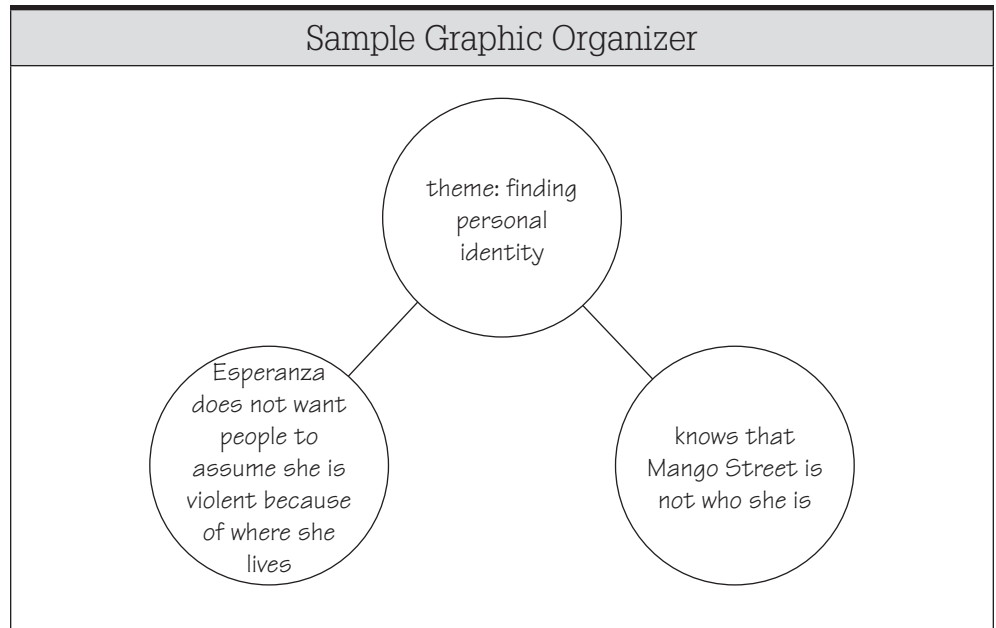 Sample Graphic Organizer
theme: finding
personal
identity
Esperanza
does not want
people to
assume she is
violent because
of where she
lives
knows that
Mango Street is
not who she is